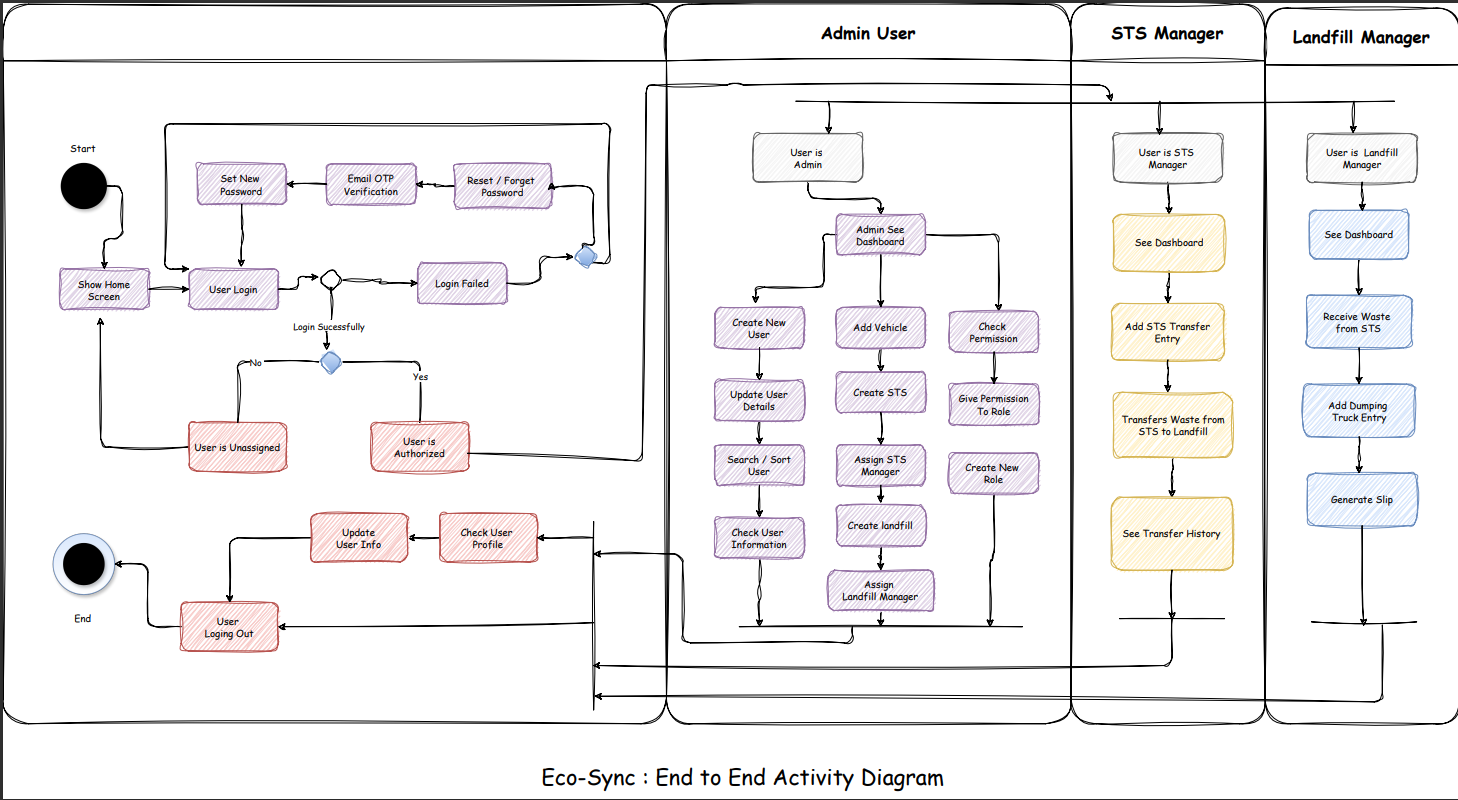 Admin User
STS Manager
Landfill Manager
Start
Set New
Password
Email OTP
Verification
Reset / Forget
Password
Show Home
Screen
User Login
Login Failed
Login Sucessfully
No
Yes
User is Unassigned
User is
Authorized
Update
User Info
Check User
Profile
End
User
Loging Out
User is
Admin
Admin See
Dashboard
Create New
User
Add Vehicle
Check
Permission
Update User
Details
Create STS
Give Permission
To Role
Search / Sort
User
Assign STS
Manager
Create New
Role
Check User
Information
Create landfill
Assign
Landfill Manager
User is STS
Manager
See Dashboard
Add STS Transfer
Entry
Transfers Waste from
STS to Landfill
See Transfer History
User is Landfill
Manager
See Dashboard
Receive Waste
from STS
Add Dumping
Truck Entry
Generate Slip
Eco-Sync : End to End Activity Diagram